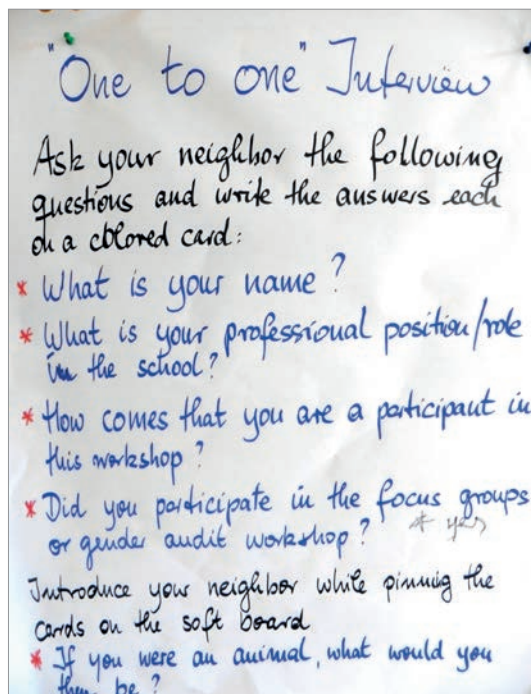 "One to one" Interview
Ask your neighbor the following
questions and write the answers each
on a colored card:
* What is your name?
* What is your professional position/role
in the school?
* How comes that you are a participant in
this workshop?
* Did you participate in the focus groups
or gender audit workshop? * yes
Introduce your neighbor while pinning the
cards on the soft board
* If you were an animal, what would you
then be?